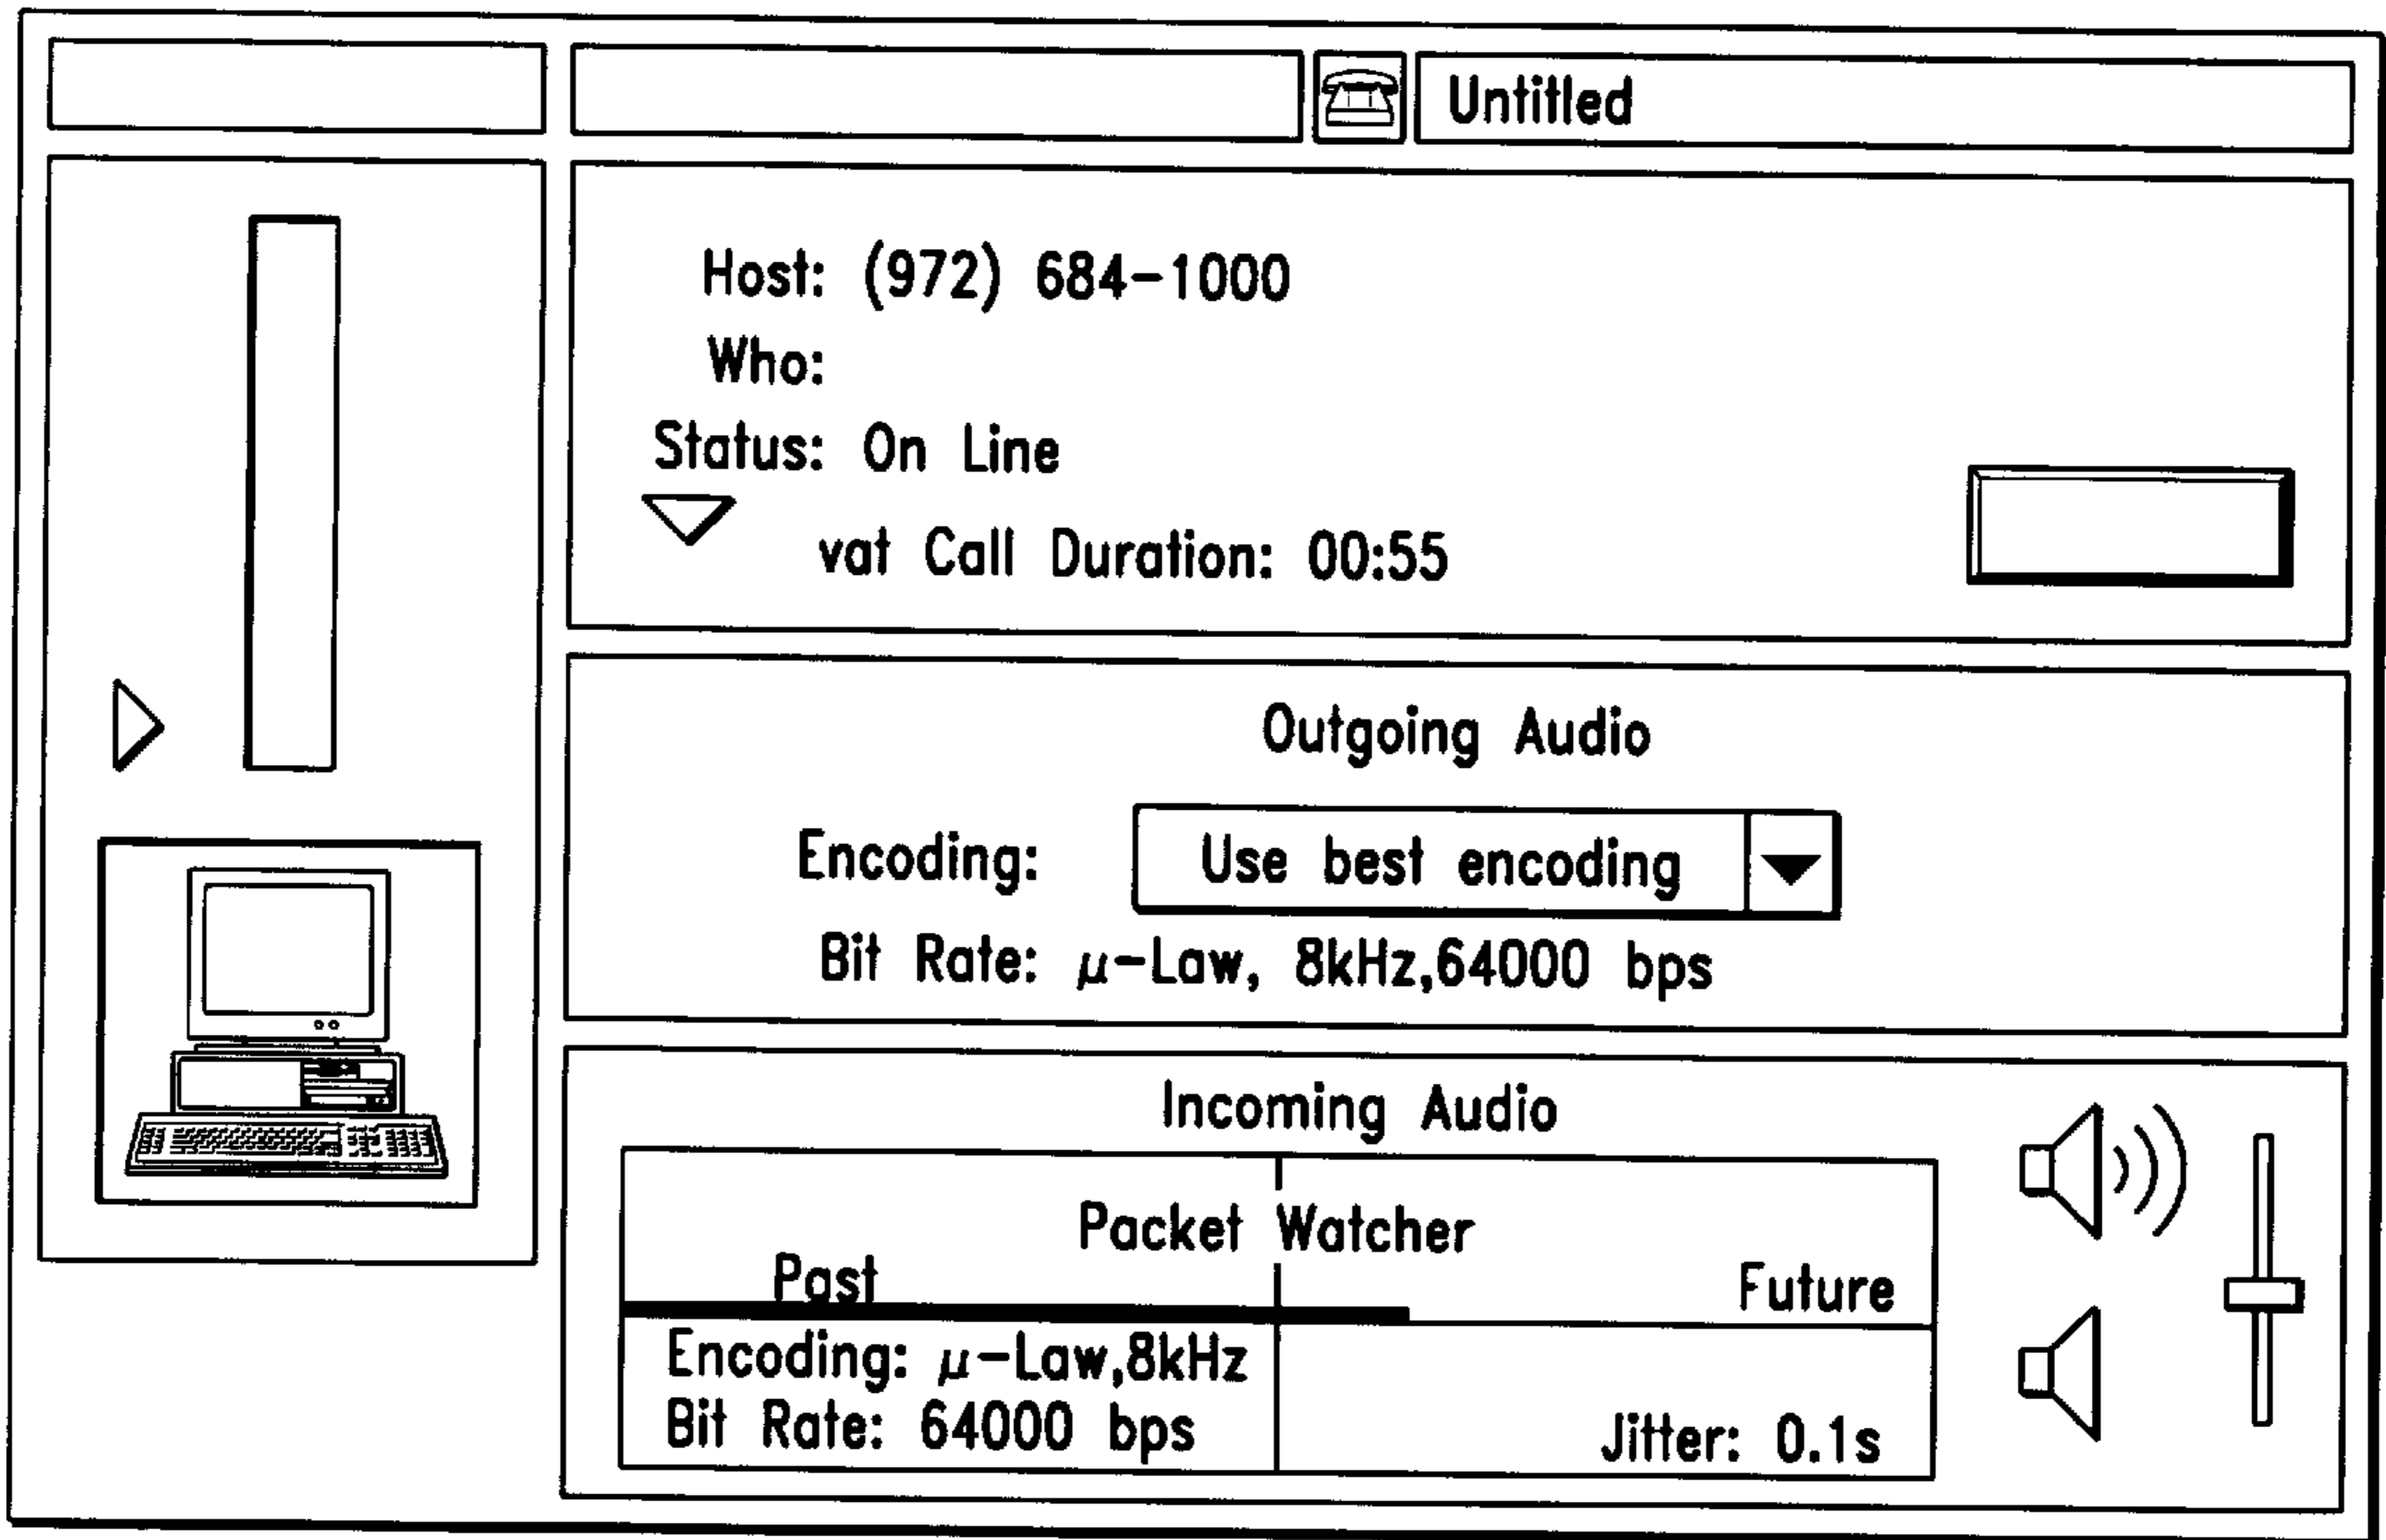 Untitled
Host: (972) 684-1000
Who:
Status: On Line
vat Call Duration: 00:55
Outgoing Audio
Encoding: Use best encoding
Bit Rate: μ-Law, 8kHz,64000 bps
Incoming Audio
Packet Watcher
Past Future
Encoding: μ-Law,8kHz
Bit Rate: 64000 bps
Jitter: 0.1s